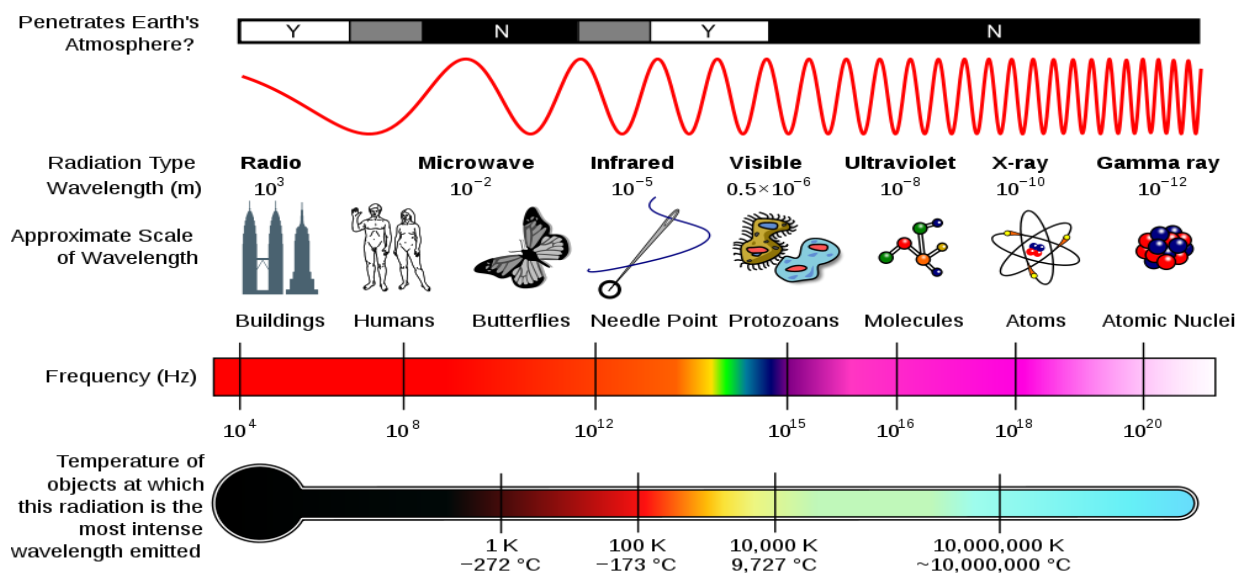 Penetrates Earth's
Atmosphere?
Y N Y N
Radiation Type
Radio Microwave Infrared Visible Ultraviolet X-ray Gamma ray
Wavelength (m)
10³ 10⁻² 10⁻⁵ 0.5×10⁻⁶ 10⁻⁸ 10⁻¹⁰ 10⁻¹²
Approximate Scale
of Wavelength
Buildings Humans Butterflies Needle Point Protozoans Molecules Atoms Atomic Nuclei
Frequency (Hz)
10⁴ 10⁸ 10¹² 10¹⁵ 10¹⁶ 10¹⁸ 10²⁰
Temperature of
objects at which
this radiation is the
most intense
wavelength emitted
1 K 100 K 10,000 K 10,000,000 K
−272 °C −173 °C 9,727 °C ~10,000,000 °C